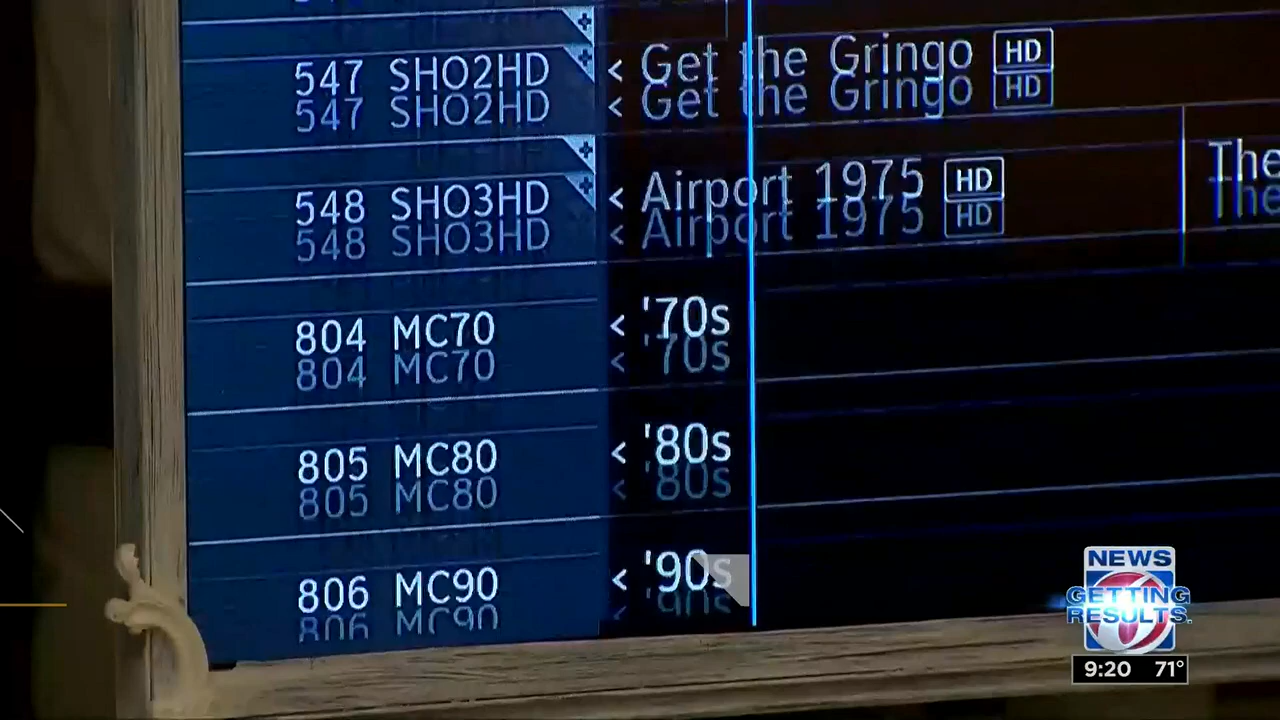 547 SHO2HD < Get the Gringo HD
547 SHO2HD < Get the Gringo HD
548 SHO3HD < Airport 1975 HD The
548 SHO3HD < Airport 1975 HD The
804 MC70 < '70s
804 MC70 < '70s
805 MC80 < '80s
805 MC80 < '80s
806 MC90 < '90s
806 MC90 < '90s
NEWS
6
GETTING
RESULTS.
9:20 71°